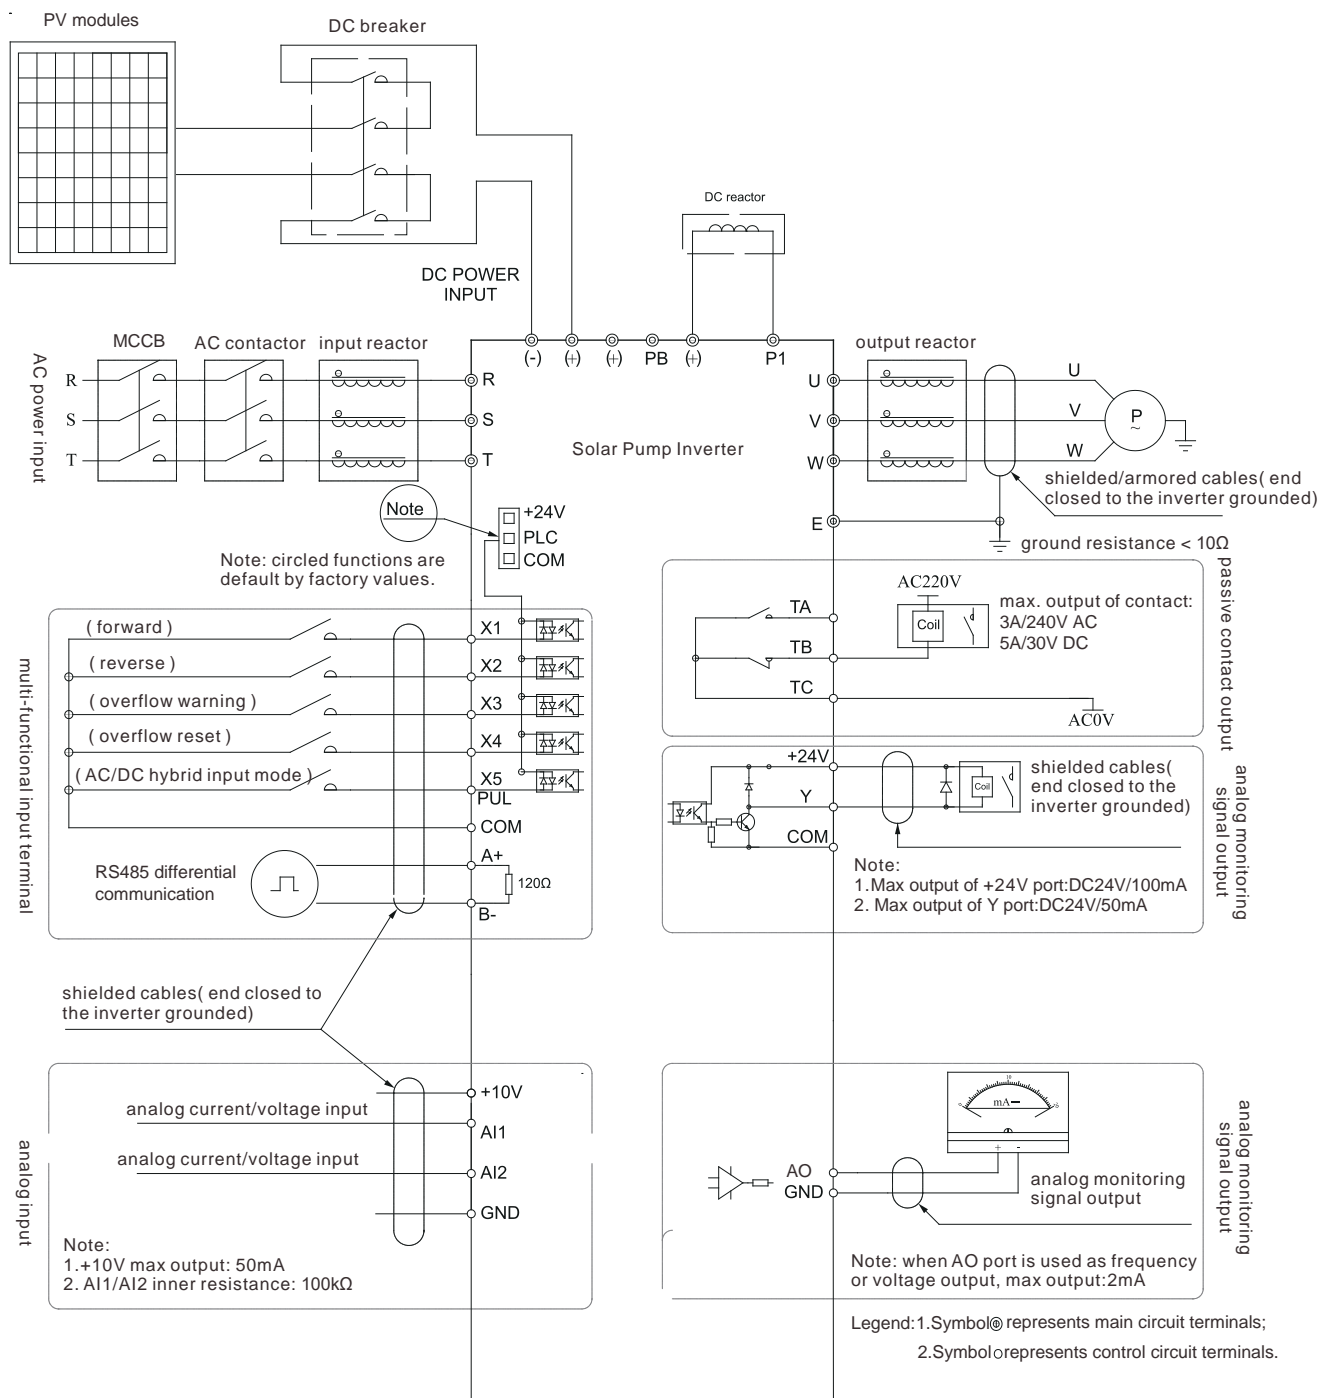 PV modules
DC breaker
DC reactor
DC POWER
INPUT
(-)
(+)
(+)
PB
(+)
P1
MCCB
AC contactor
input reactor
output reactor
AC power input
R
S
T
R
S
T
Solar Pump Inverter
U
V
W
U
V
W
P
~
shielded/armored cables( end
closed to the inverter grounded)
E
ground resistance < 10Ω
Note
+24V
PLC
COM
Note: circled functions are
default by factory values.
multi-functional input terminal
( forward )
( reverse )
( overflow warning )
( overflow reset )
( AC/DC hybrid input mode )
X1
X2
X3
X4
X5
PUL
COM
A+
B-
120Ω
RS485 differential
communication
passive contact output
TA
TB
TC
AC220V
Coil
max. output of contact:
3A/240V AC
5A/30V DC
AC0V
analog monitoring
signal output
+24V
Y
COM
Coil
shielded cables(
end closed to the
inverter grounded)
Note:
1.Max output of +24V port:DC24V/100mA
2. Max output of Y port:DC24V/50mA
shielded cables( end closed to
the inverter grounded)
analog input
+10V
analog current/voltage input
AI1
analog current/voltage input
AI2
GND
Note:
1.+10V max output: 50mA
2. AI1/AI2 inner resistance: 100kΩ
analog monitoring
signal output
10
mA
+ -
AO
GND
analog monitoring
signal output
Note: when AO port is used as frequency
or voltage output, max output:2mA
Legend:1.Symbol represents main circuit terminals;
2.Symbol represents control circuit terminals.